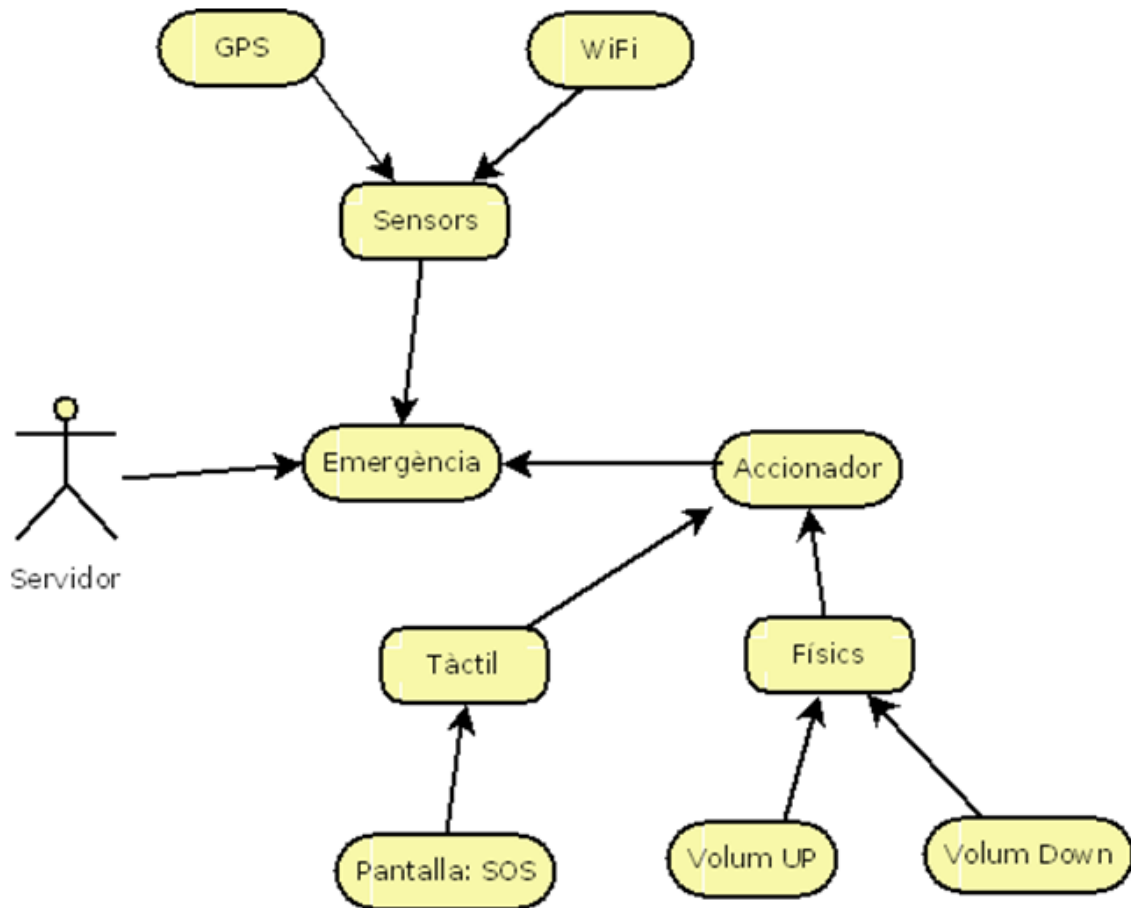 GPS
WiFi
Sensors
Emergència
Accionador
Servidor
Tàctil
Físics
Pantalla: SOS
Volum UP
Volum Down